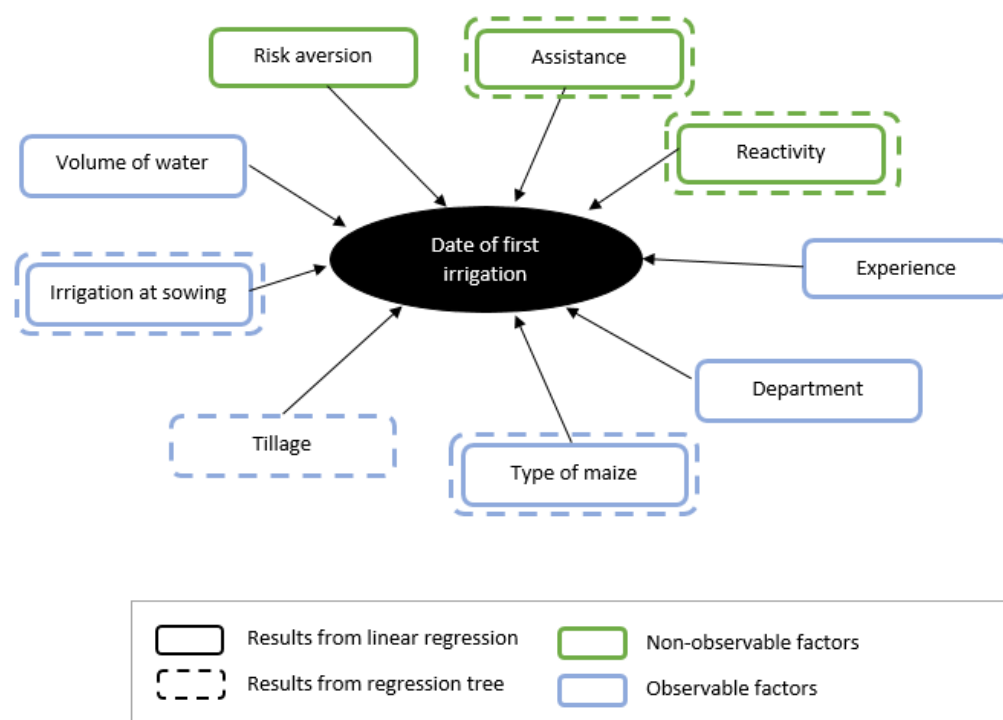 Risk aversion
Assistance
Reactivity
Volume of water
Date of first
irrigation
Experience
Irrigation at sowing
Department
Tillage
Type of maize
Results from linear regression
Non-observable factors
Results from regression tree
Observable factors